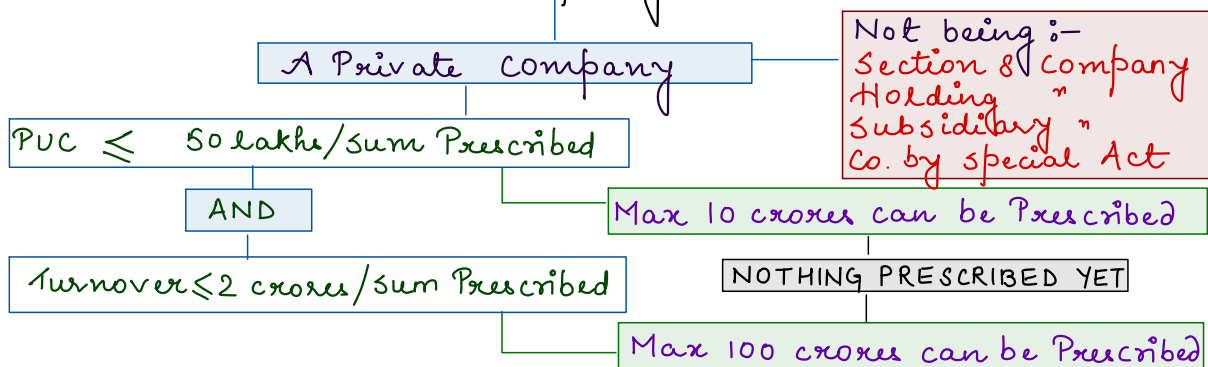 A Private company
Not being :-
Section 8 Company
Holding "
Subsidiary "
Co. by special Act
PUC ≤ 50 lakhs/sum Prescribed
AND
Max 10 crores can be Prescribed
Turnover≤2 crores/sum Prescribed
NOTHING PRESCRIBED YET
Max 100 crores can be Prescribed